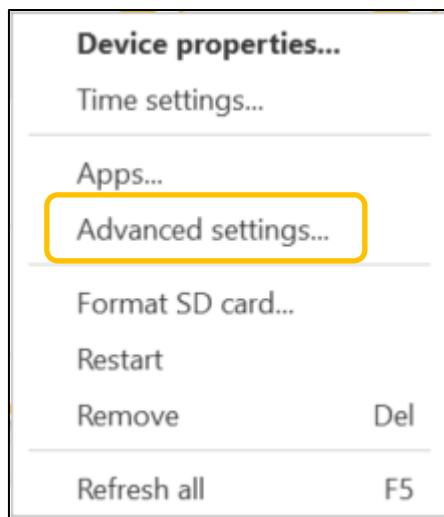 Device properties...
Time settings...
Apps...
Advanced settings...
Format SD card...
Restart
Remove Del
Refresh all F5